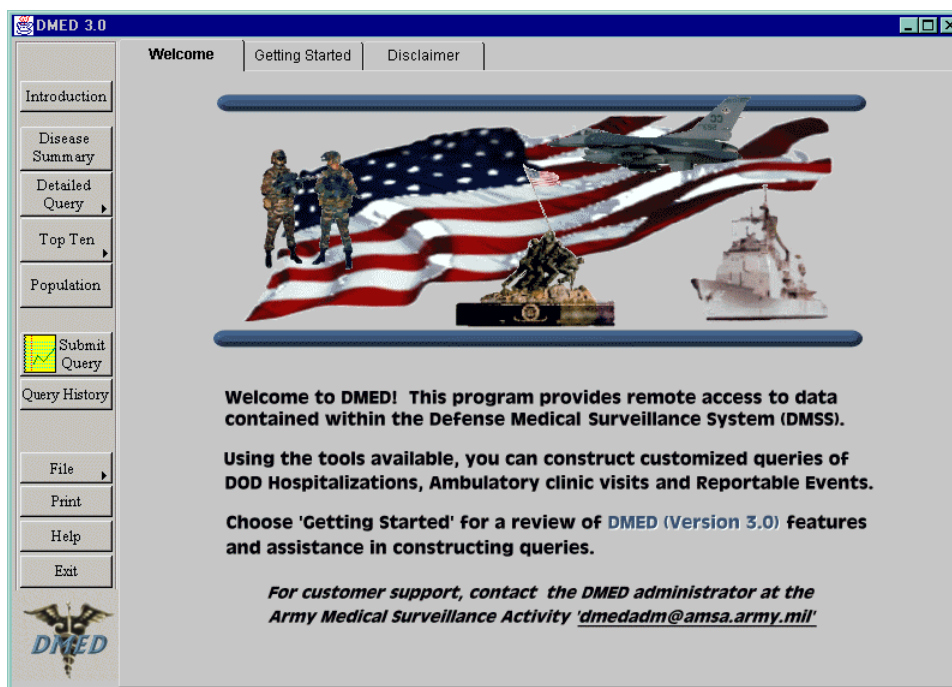 DMED 3.0
Welcome
Getting Started
Disclaimer
Introduction
Disease
Summary
Detailed
Query
Top Ten
Population
Submit
Query
Query History
File
Print
Help
Exit
DMED
Welcome to DMED! This program provides remote access to data
contained within the Defense Medical Surveillance System (DMSS).
Using the tools available, you can construct customized queries of
DOD Hospitalizations, Ambulatory clinic visits and Reportable Events.
Choose 'Getting Started' for a review of DMED (Version 3.0) features
and assistance in constructing queries.
For customer support, contact the DMED administrator at the
Army Medical Surveillance Activity 'dmedadm@amsa.army.mil'